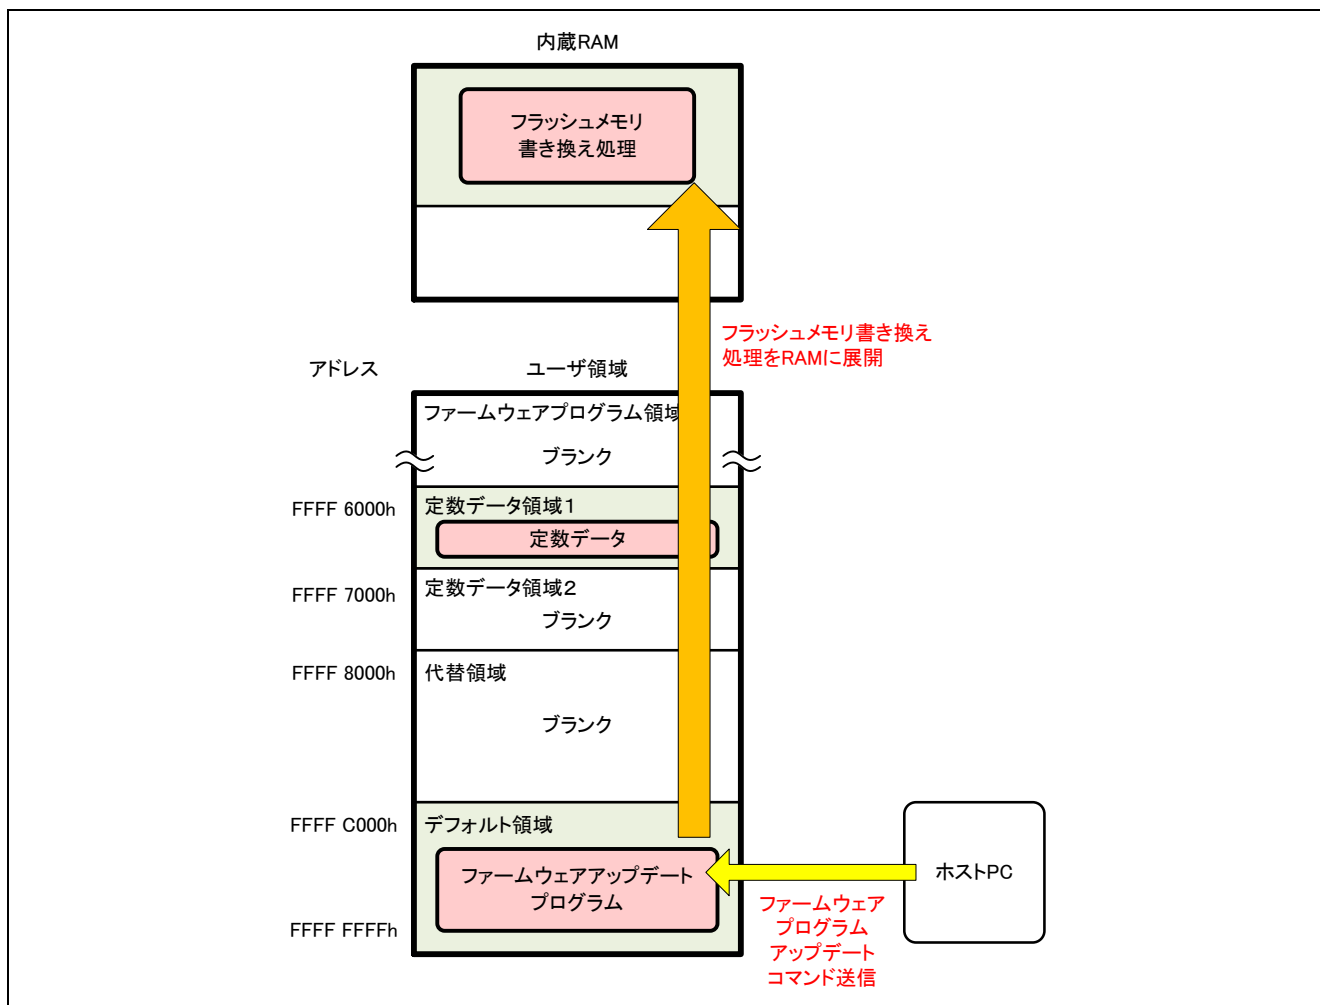 内蔵RAM
フラッシュメモリ
書き換え処理
フラッシュメモリ書き換え
処理をRAMに展開
アドレス
ユーザ領域
ファームウェアプログラム領域
ブランク
FFFF 6000h
定数データ領域1
定数データ
FFFF 7000h
定数データ領域2
ブランク
FFFF 8000h
代替領域
ブランク
FFFF C000h
デフォルト領域
ファームウェアアップデート
プログラム
FFFF FFFFh
ホストPC
ファームウェア
プログラム
アップデート
コマンド送信